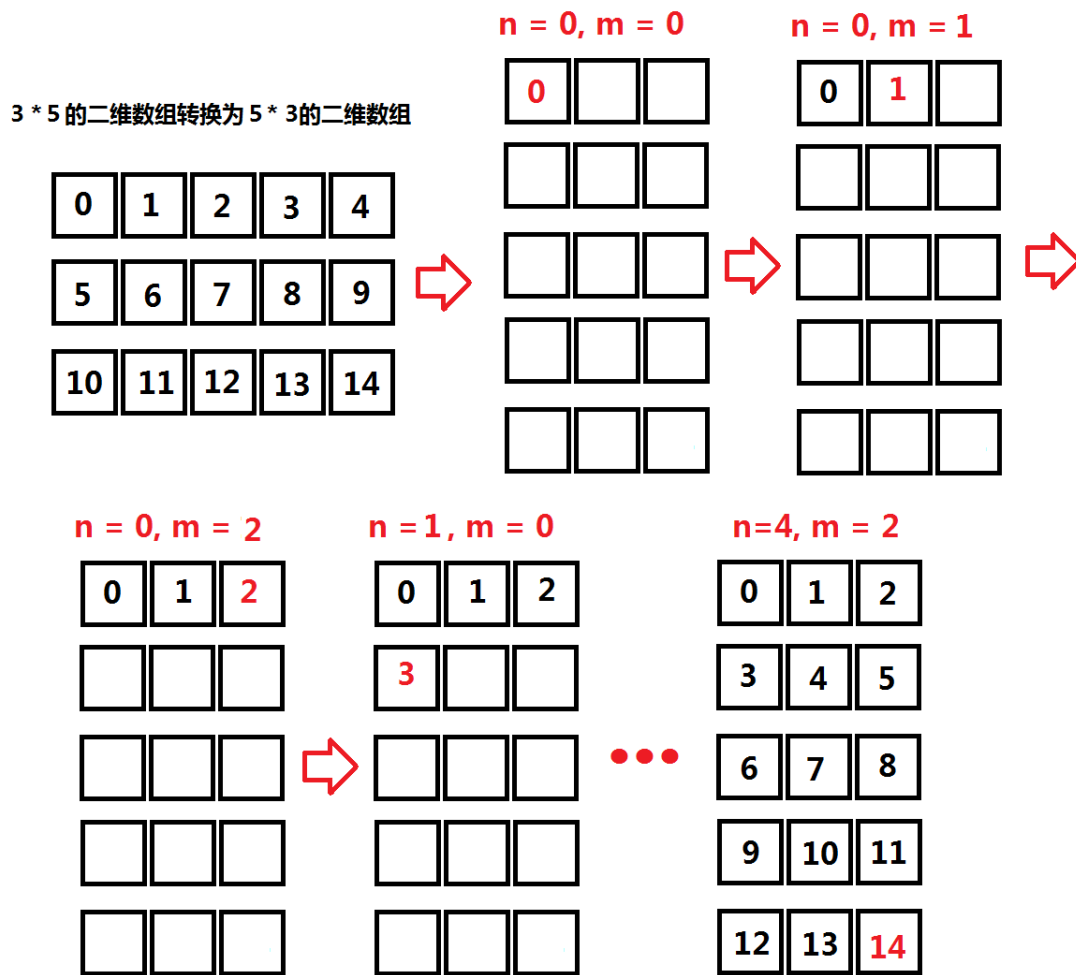 n = 0, m = 0
n = 0, m = 1
3 * 5 的二维数组转换为 5 * 3的二维数组
0 1 2 3 4
5 6 7 8 9
10 11 12 13 14
0
0 1
n = 0, m = 2
0 1 2
n =1, m = 0
0 1 2
3
n=4, m = 2
0 1 2
3 4 5
6 7 8
9 10 11
12 13 14